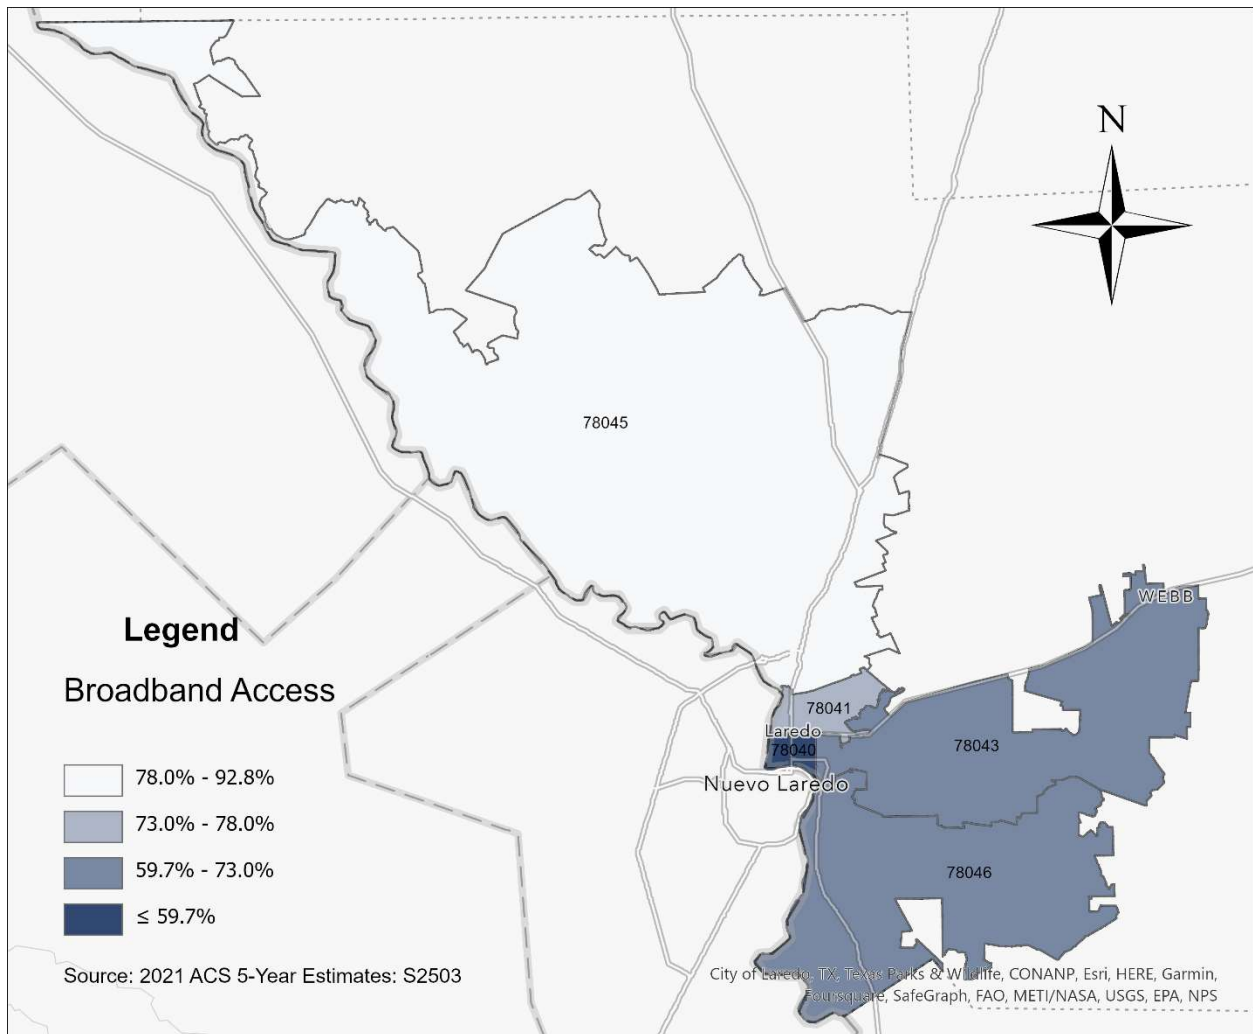 N
78045
WEBB
78041
Laredo
78040
78043
Nuevo Laredo
78046
Legend
Broadband Access
78.0% - 92.8%
73.0% - 78.0%
59.7% - 73.0%
≤ 59.7%
Source: 2021 ACS 5-Year Estimates: S2503
City of Laredo, TX, Texas Parks & Wildlife, CONANP, Esri, HERE, Garmin,
Foursquare, SafeGraph, FAO, METI/NASA, USGS, EPA, NPS